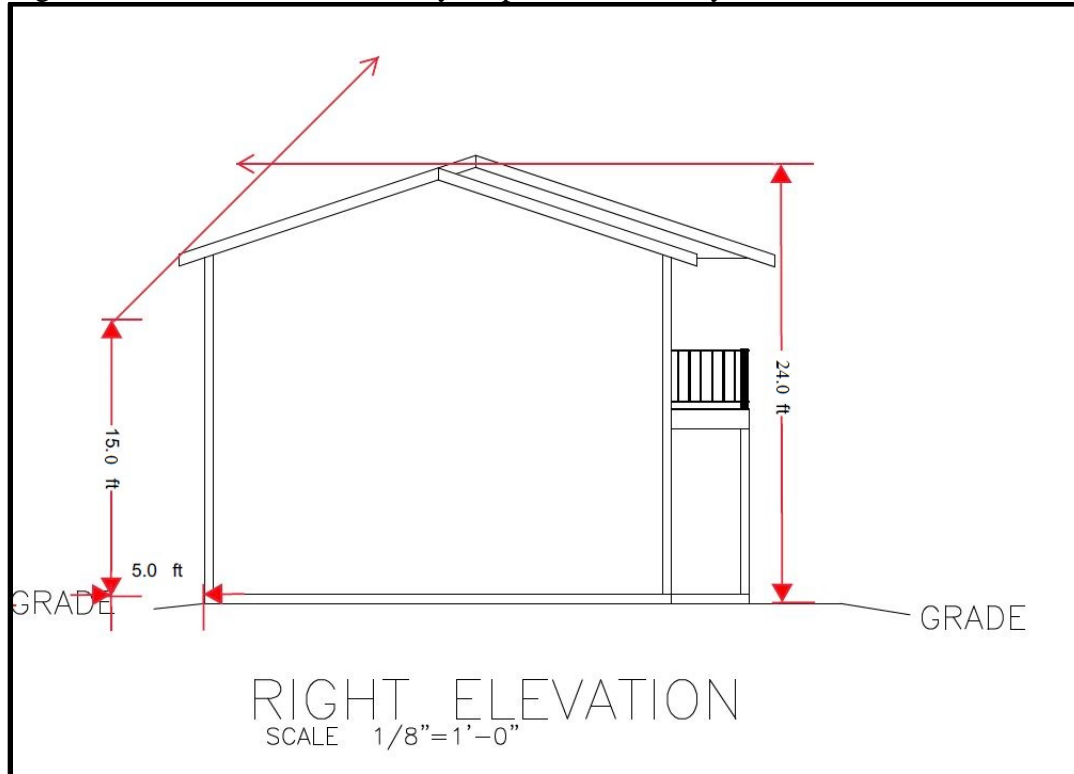 24.0 ft
15.0 ft
5.0 ft
GRADE
GRADE
RIGHT ELEVATION
SCALE 1/8"=1'-0"